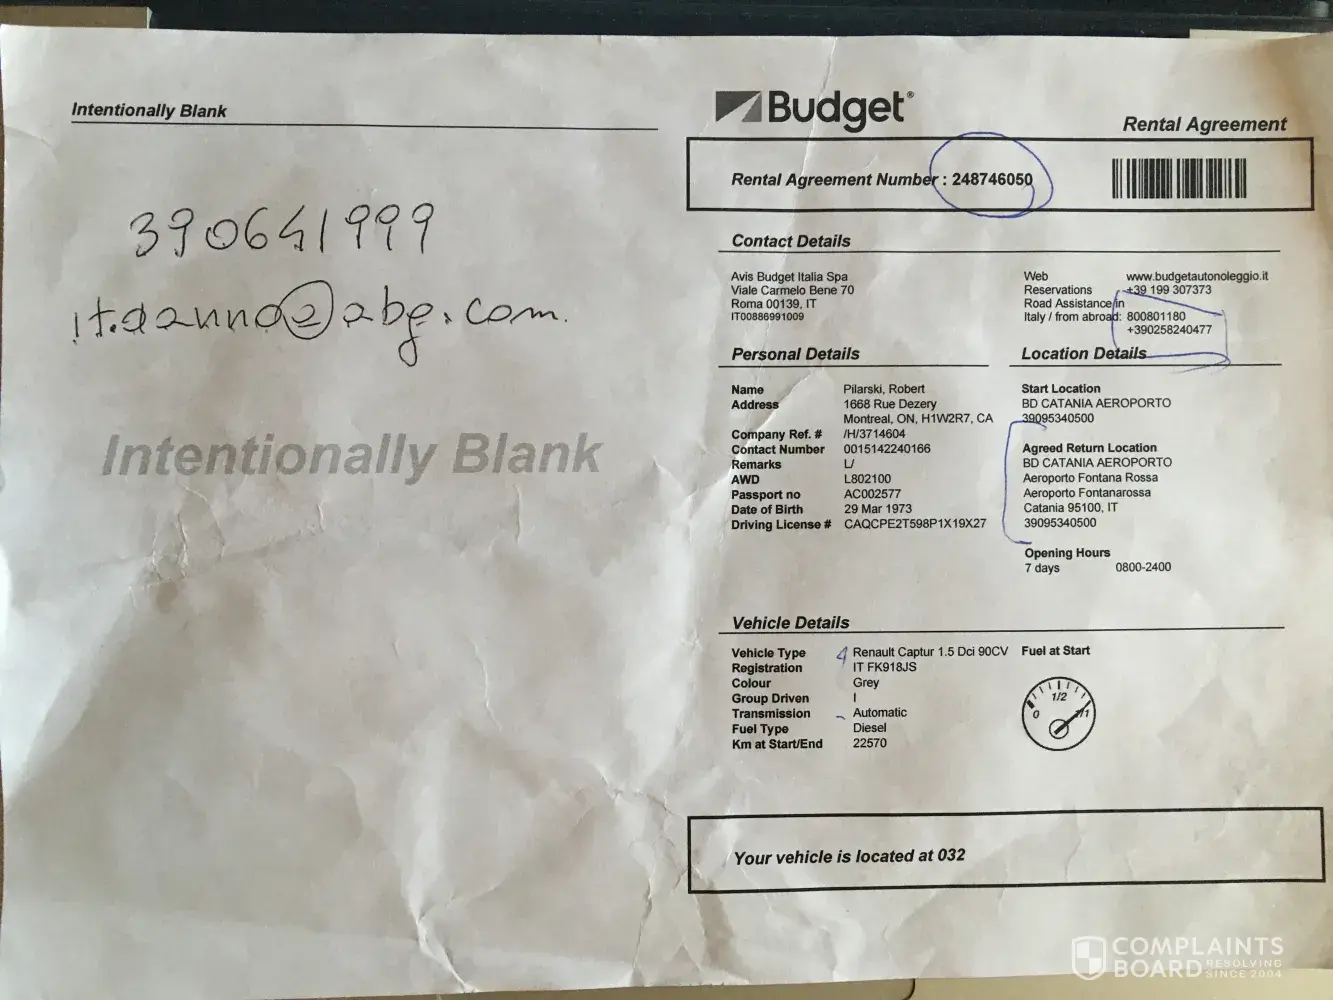 Intentionally Blank
390641999
it.danno@abg.com.
Intentionally Blank
Budget®
Rental Agreement
Rental Agreement Number : 248746050
Contact Details
Avis Budget Italia Spa
Viale Carmelo Bene 70
Roma 00139, IT
IT00886991009
Web www.budgetautonoleggio.it
Reservations +39 199 307373
Road Assistance in
Italy / from abroad: 800801180
+390258240477
Personal Details
Name Pilarski, Robert
Address 1668 Rue Dezery
Montreal, ON, H1W2R7, CA
Company Ref. # /H/3714604
Contact Number 0015142240166
Remarks L/
AWD L802100
Passport no AC002577
Date of Birth 29 Mar 1973
Driving License # CAQCPE2T598P1X19X27
Location Details
Start Location
BD CATANIA AEROPORTO
39095340500
Agreed Return Location
BD CATANIA AEROPORTO
Aeroporto Fontana Rossa
Aeroporto Fontanarossa
Catania 95100, IT
39095340500
Opening Hours
7 days 0800-2400
Vehicle Details
Vehicle Type Renault Captur 1.5 Dci 90CV
Registration IT FK918JS
Colour Grey
Group Driven I
Transmission Automatic
Fuel Type Diesel
Km at Start/End 22570
Fuel at Start
0 1/2 1/1
Your vehicle is located at 032
COMPLAINTS
BOARD RESOLVING
SINCE 2004